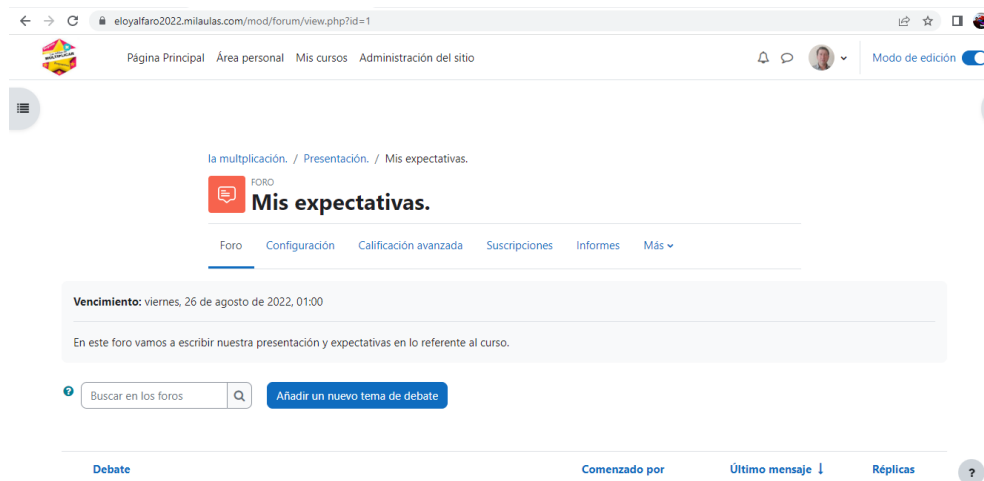 eloyalfaro2022.milaulas.com/mod/forum/view.php?id=1
MULTIPLICAR
Página Principal Área personal Mis cursos Administración del sitio Modo de edición
la multplicación. / Presentación. / Mis expectativas.
FORO
Mis expectativas.
Foro Configuración Calificación avanzada Suscripciones Informes Más
Vencimiento: viernes, 26 de agosto de 2022, 01:00
En este foro vamos a escribir nuestra presentación y expectativas en lo referente al curso.
? Buscar en los foros Añadir un nuevo tema de debate
Debate Comenzado por Último mensaje ↓ Réplicas ?